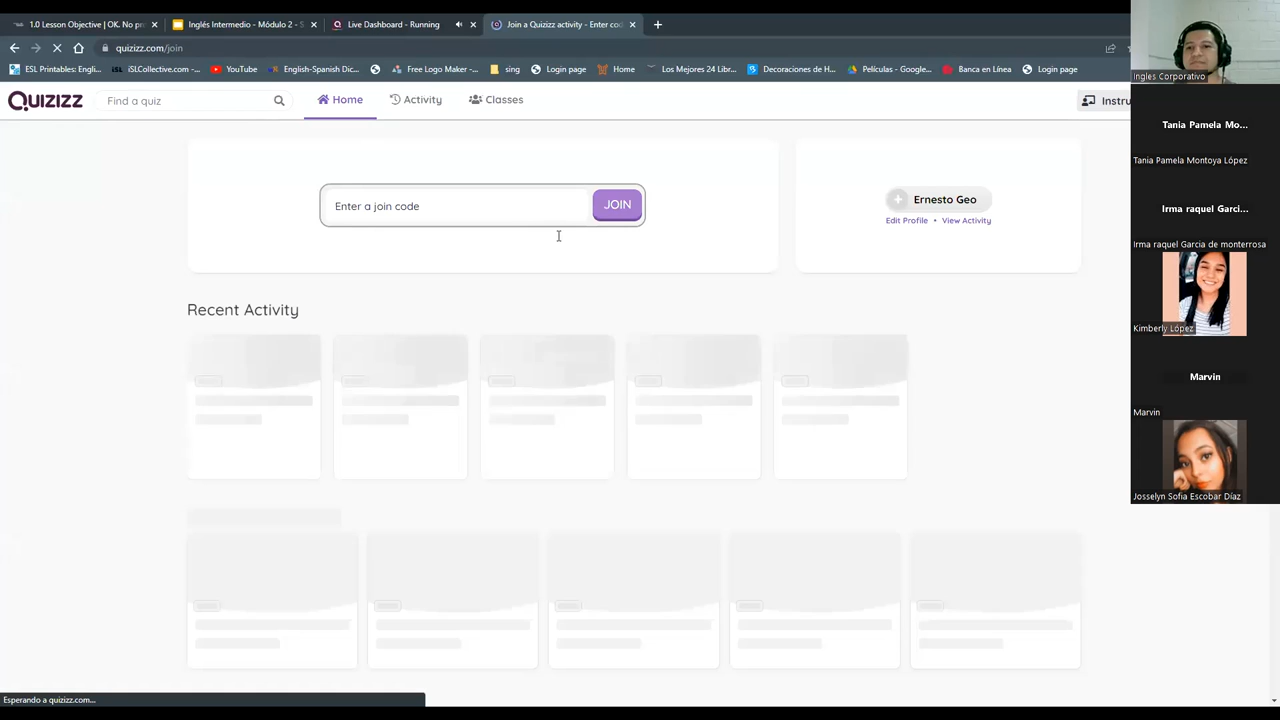 1.0 Lesson Objective | OK. No pr
Inglés Intermedio - Módulo 2 - S
Live Dashboard - Running
Join a Quizizz activity - Enter co
quizizz.com/join
ESL Printables: Engli...
iSLCollective.com -...
YouTube
English-Spanish Dic...
Free Logo Maker -...
sing
Login page
Home
Los Mejores 24 Libr...
Decoraciones de H...
Películas - Google...
Banca en Línea
Login page
QUIZIZZ
Find a quiz
Home
Activity
Classes
Instru
Enter a join code
JOIN
Ernesto Geo
Edit Profile • View Activity
Recent Activity
Esperando a quizizz.com...
Ingles Corporativo
Tania Pamela Mo...
Tania Pamela Montoya López
Irma raquel Garci...
Irma raquel Garcia de monterrosa
Kimberly López
Marvin
Marvin
Josselyn Sofia Escobar Díaz